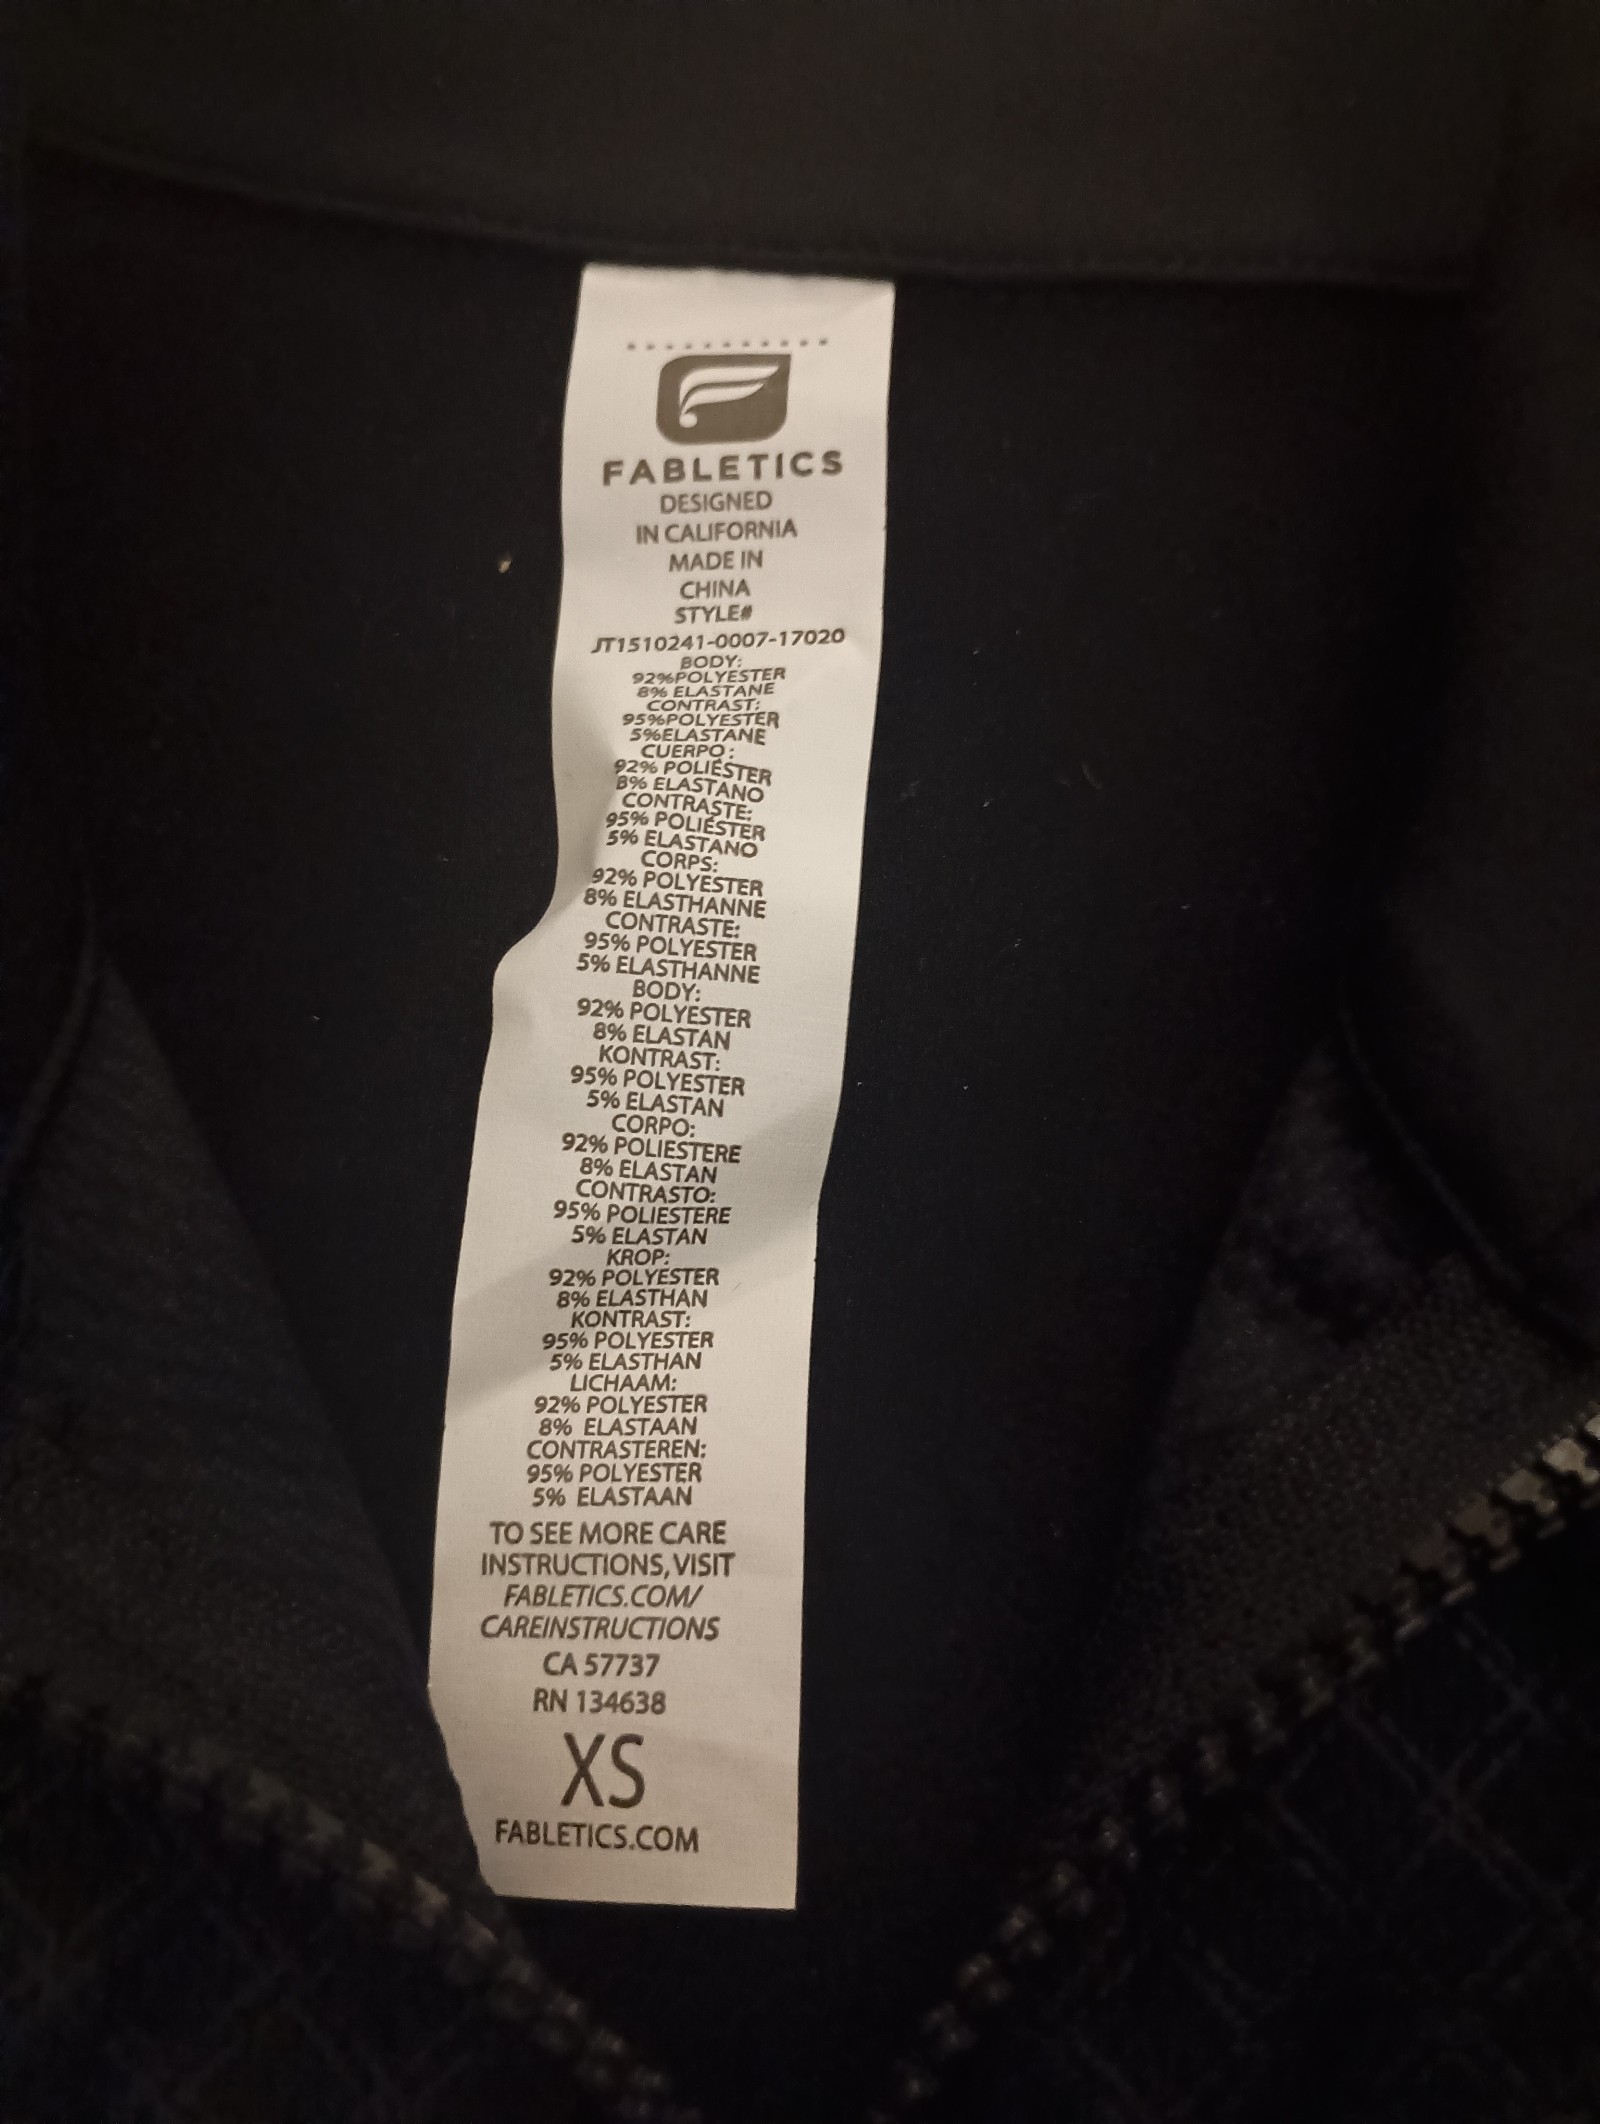 FABLETICS
DESIGNED
IN CALIFORNIA
MADE IN
CHINA
STYLE#
JT1510241-0007-17020
BODY:
92%POLYESTER
8% ELASTANE
CONTRAST:
95%POLYESTER
5%ELASTANE
CUERPO:
92% POLIÉSTER
8% ELASTANO
CONTRASTE:
95% POLIÉSTER
5% ELASTANO
CORPS:
92% POLYESTER
8% ELASTHANNE
CONTRASTE:
95% POLYESTER
5% ELASTHANNE
BODY:
92% POLYESTER
8% ELASTAN
KONTRAST:
95% POLYESTER
5% ELASTAN
CORPO:
92% POLIESTERE
8% ELASTAN
CONTRASTO:
95% POLIESTERE
5% ELASTAN
KROP:
92% POLYESTER
8% ELASTHAN
KONTRAST:
95% POLYESTER
5% ELASTHAN
LICHAAM:
92% POLYESTER
8% ELASTAAN
CONTRASTEREN:
95% POLYESTER
5% ELASTAAN
TO SEE MORE CARE
INSTRUCTIONS, VISIT
FABLETICS.COM/
CAREINSTRUCTIONS
CA 57737
RN 134638
XS
FABLETICS.COM